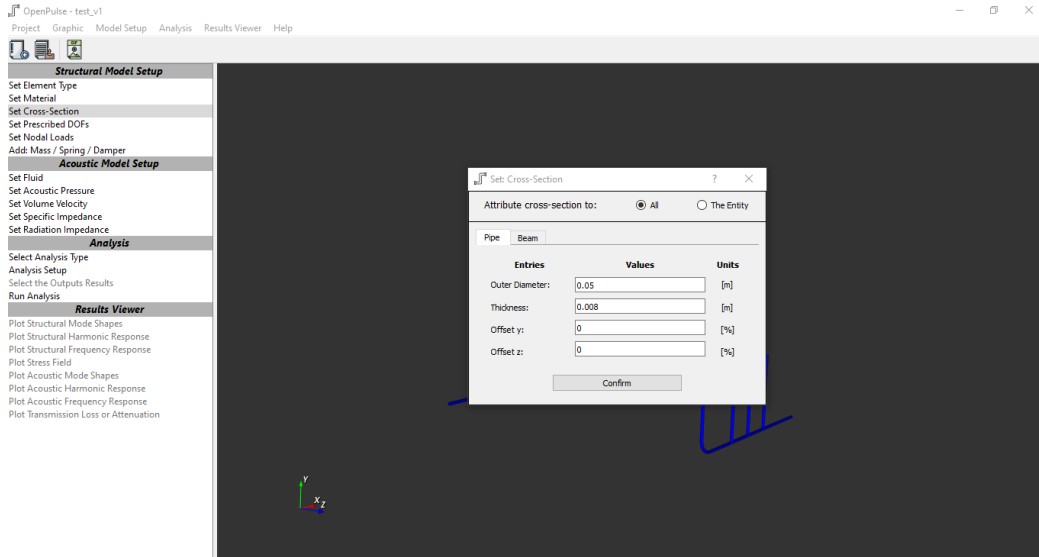 OpenPulse - test_v1
Project Graphic Model Setup Analysis Results Viewer Help
Structural Model Setup
Set Element Type
Set Material
Set Cross-Section
Set Prescribed DOFs
Set Nodal Loads
Add: Mass / Spring / Damper
Acoustic Model Setup
Set Fluid
Set Acoustic Pressure
Set Volume Velocity
Set Specific Impedance
Set Radiation Impedance
Analysis
Select Analysis Type
Analysis Setup
Select the Outputs Results
Run Analysis
Results Viewer
Plot Structural Mode Shapes
Plot Structural Harmonic Response
Plot Structural Frequency Response
Plot Stress Field
Plot Acoustic Mode Shapes
Plot Acoustic Harmonic Response
Plot Acoustic Frequency Response
Plot Transmission Loss or Attenuation
Set: Cross-Section ?
Attribute cross-section to: All The Entity
Pipe Beam
Entries Values Units
Outer Diameter: 0.05 [m]
Thickness: 0.008 [m]
Offset y: 0 [%]
Offset z: 0 [%]
Confirm
Y
X
Z